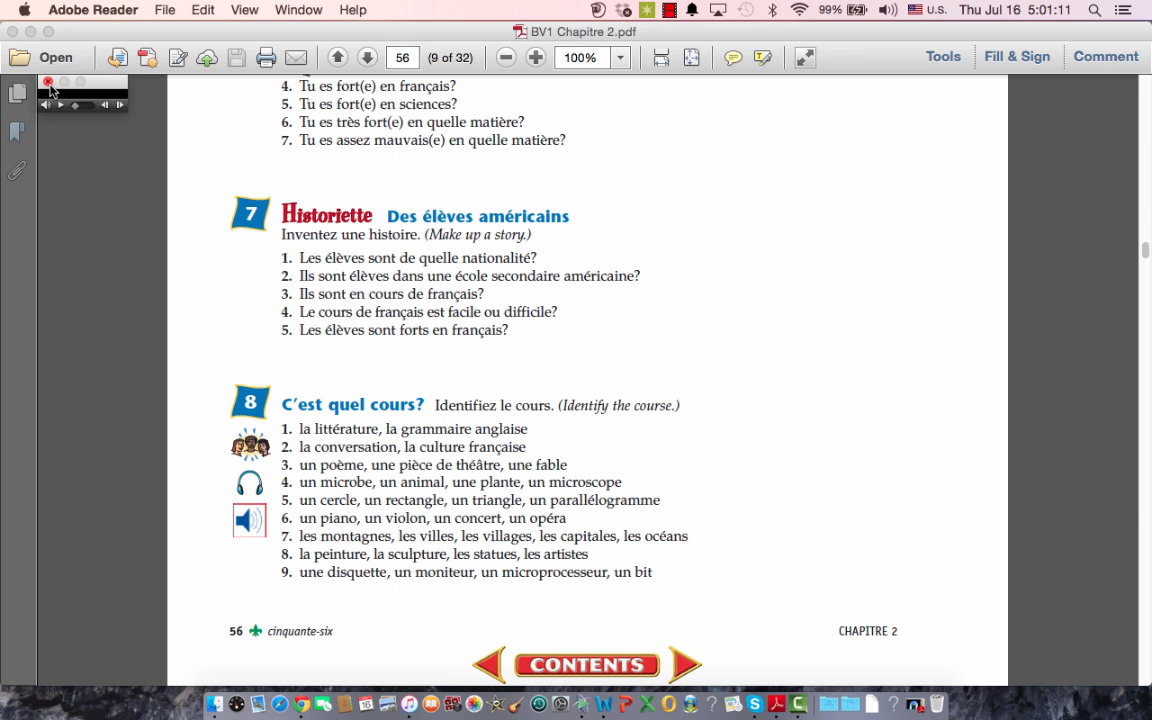 Adobe Reader File Edit View Window Help 99% U.S. Thu Jul 16 5:01:11
BV1 Chapitre 2.pdf
Open 56 (9 of 32) 100% Tools Fill & Sign Comment
4. Tu es fort(e) en français?
5. Tu es fort(e) en sciences?
6. Tu es très fort(e) en quelle matière?
7. Tu es assez mauvais(e) en quelle matière?
7 Historiette Des élèves américains
Inventez une histoire. (Make up a story.)
1. Les élèves sont de quelle nationalité?
2. Ils sont élèves dans une école secondaire américaine?
3. Ils sont en cours de français?
4. Le cours de français est facile ou difficile?
5. Les élèves sont forts en français?
8 C'est quel cours? Identifiez le cours. (Identify the course.)
1. la littérature, la grammaire anglaise
2. la conversation, la culture française
3. un poème, une pièce de théâtre, une fable
4. un microbe, un animal, une plante, un microscope
5. un cercle, un rectangle, un triangle, un parallélogramme
6. un piano, un violon, un concert, un opéra
7. les montagnes, les villes, les villages, les capitales, les océans
8. la peinture, la sculpture, les statues, les artistes
9. une disquette, un moniteur, un microprocesseur, un bit
56 cinquante-six CHAPITRE 2
CONTENTS